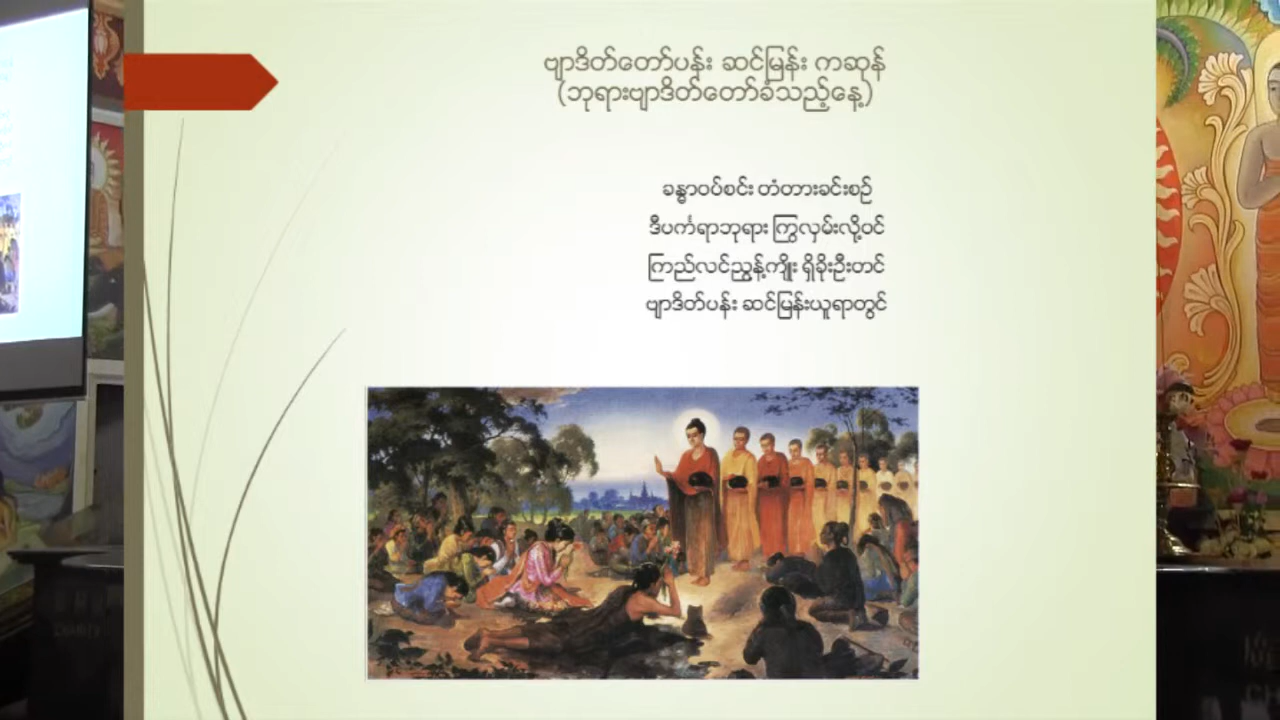 ဗျာဒိတ်တော်ပန်း ဆင်မြန်း ကဆုန်
(ဘုရားဗျာဒိတ်တော်ခံသည့်နေ့)
ခန္ဓာဝပ်စင်း တံတားခင်းစဉ်
ဒီပင်္ကရာဘုရား ကြွလှမ်းလို့ဝင်
ကြည်လင်ညွှန့်ကျိုး ရှိခိုးဦးတင်
ဗျာဒိတ်ပန်း ဆင်မြန်းယူရာတွင်